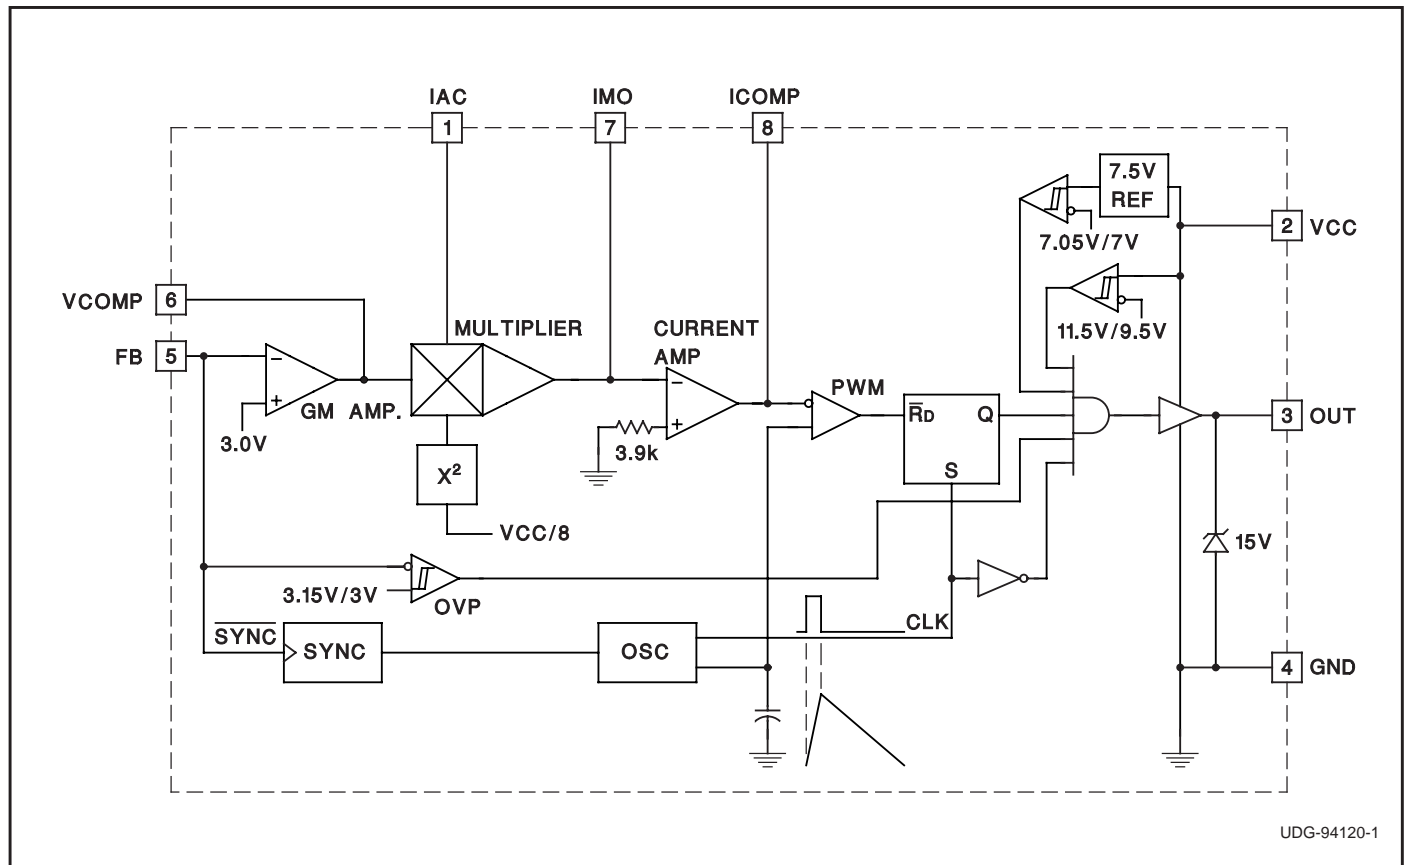 IAC
IMO
ICOMP
1
7
8
7.5V
REF
7.05V/7V
2 VCC
VCOMP 6
11.5V/9.5V
MULTIPLIER
CURRENT
AMP
FB 5
−
+
GM AMP.
3.0V
−
+
3.9k
PWM
R̅D Q
S
3 OUT
X²
VCC/8
15V
3.15V/3V
OVP
S̅Y̅N̅C̅
SYNC
OSC
CLK
4 GND
UDG-94120-1